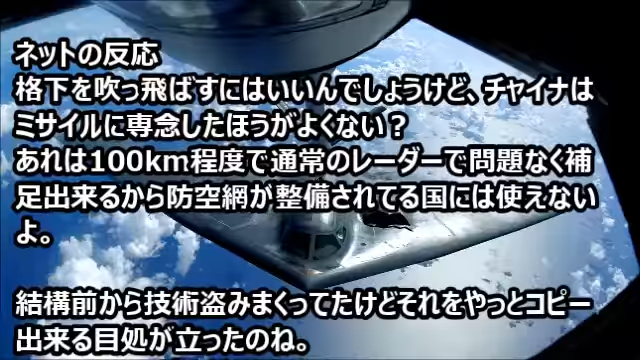 ネットの反応
格下を吹っ飛ばすにはいいんでしょうけど、チャイナは
ミサイルに専念したほうがよくない？
あれは100km程度で通常のレーダーで問題なく補
足出来るから防空網が整備されてる国には使えない
よ。
結構前から技術盗みまくってたけどそれをやっとコピー
出来る目処が立ったのね。